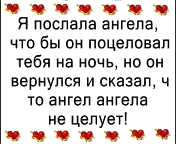 Я послала ангела,
что бы он поцеловал
тебя на ночь, но он
вернулся и сказал, ч
то ангел ангела
не целует!